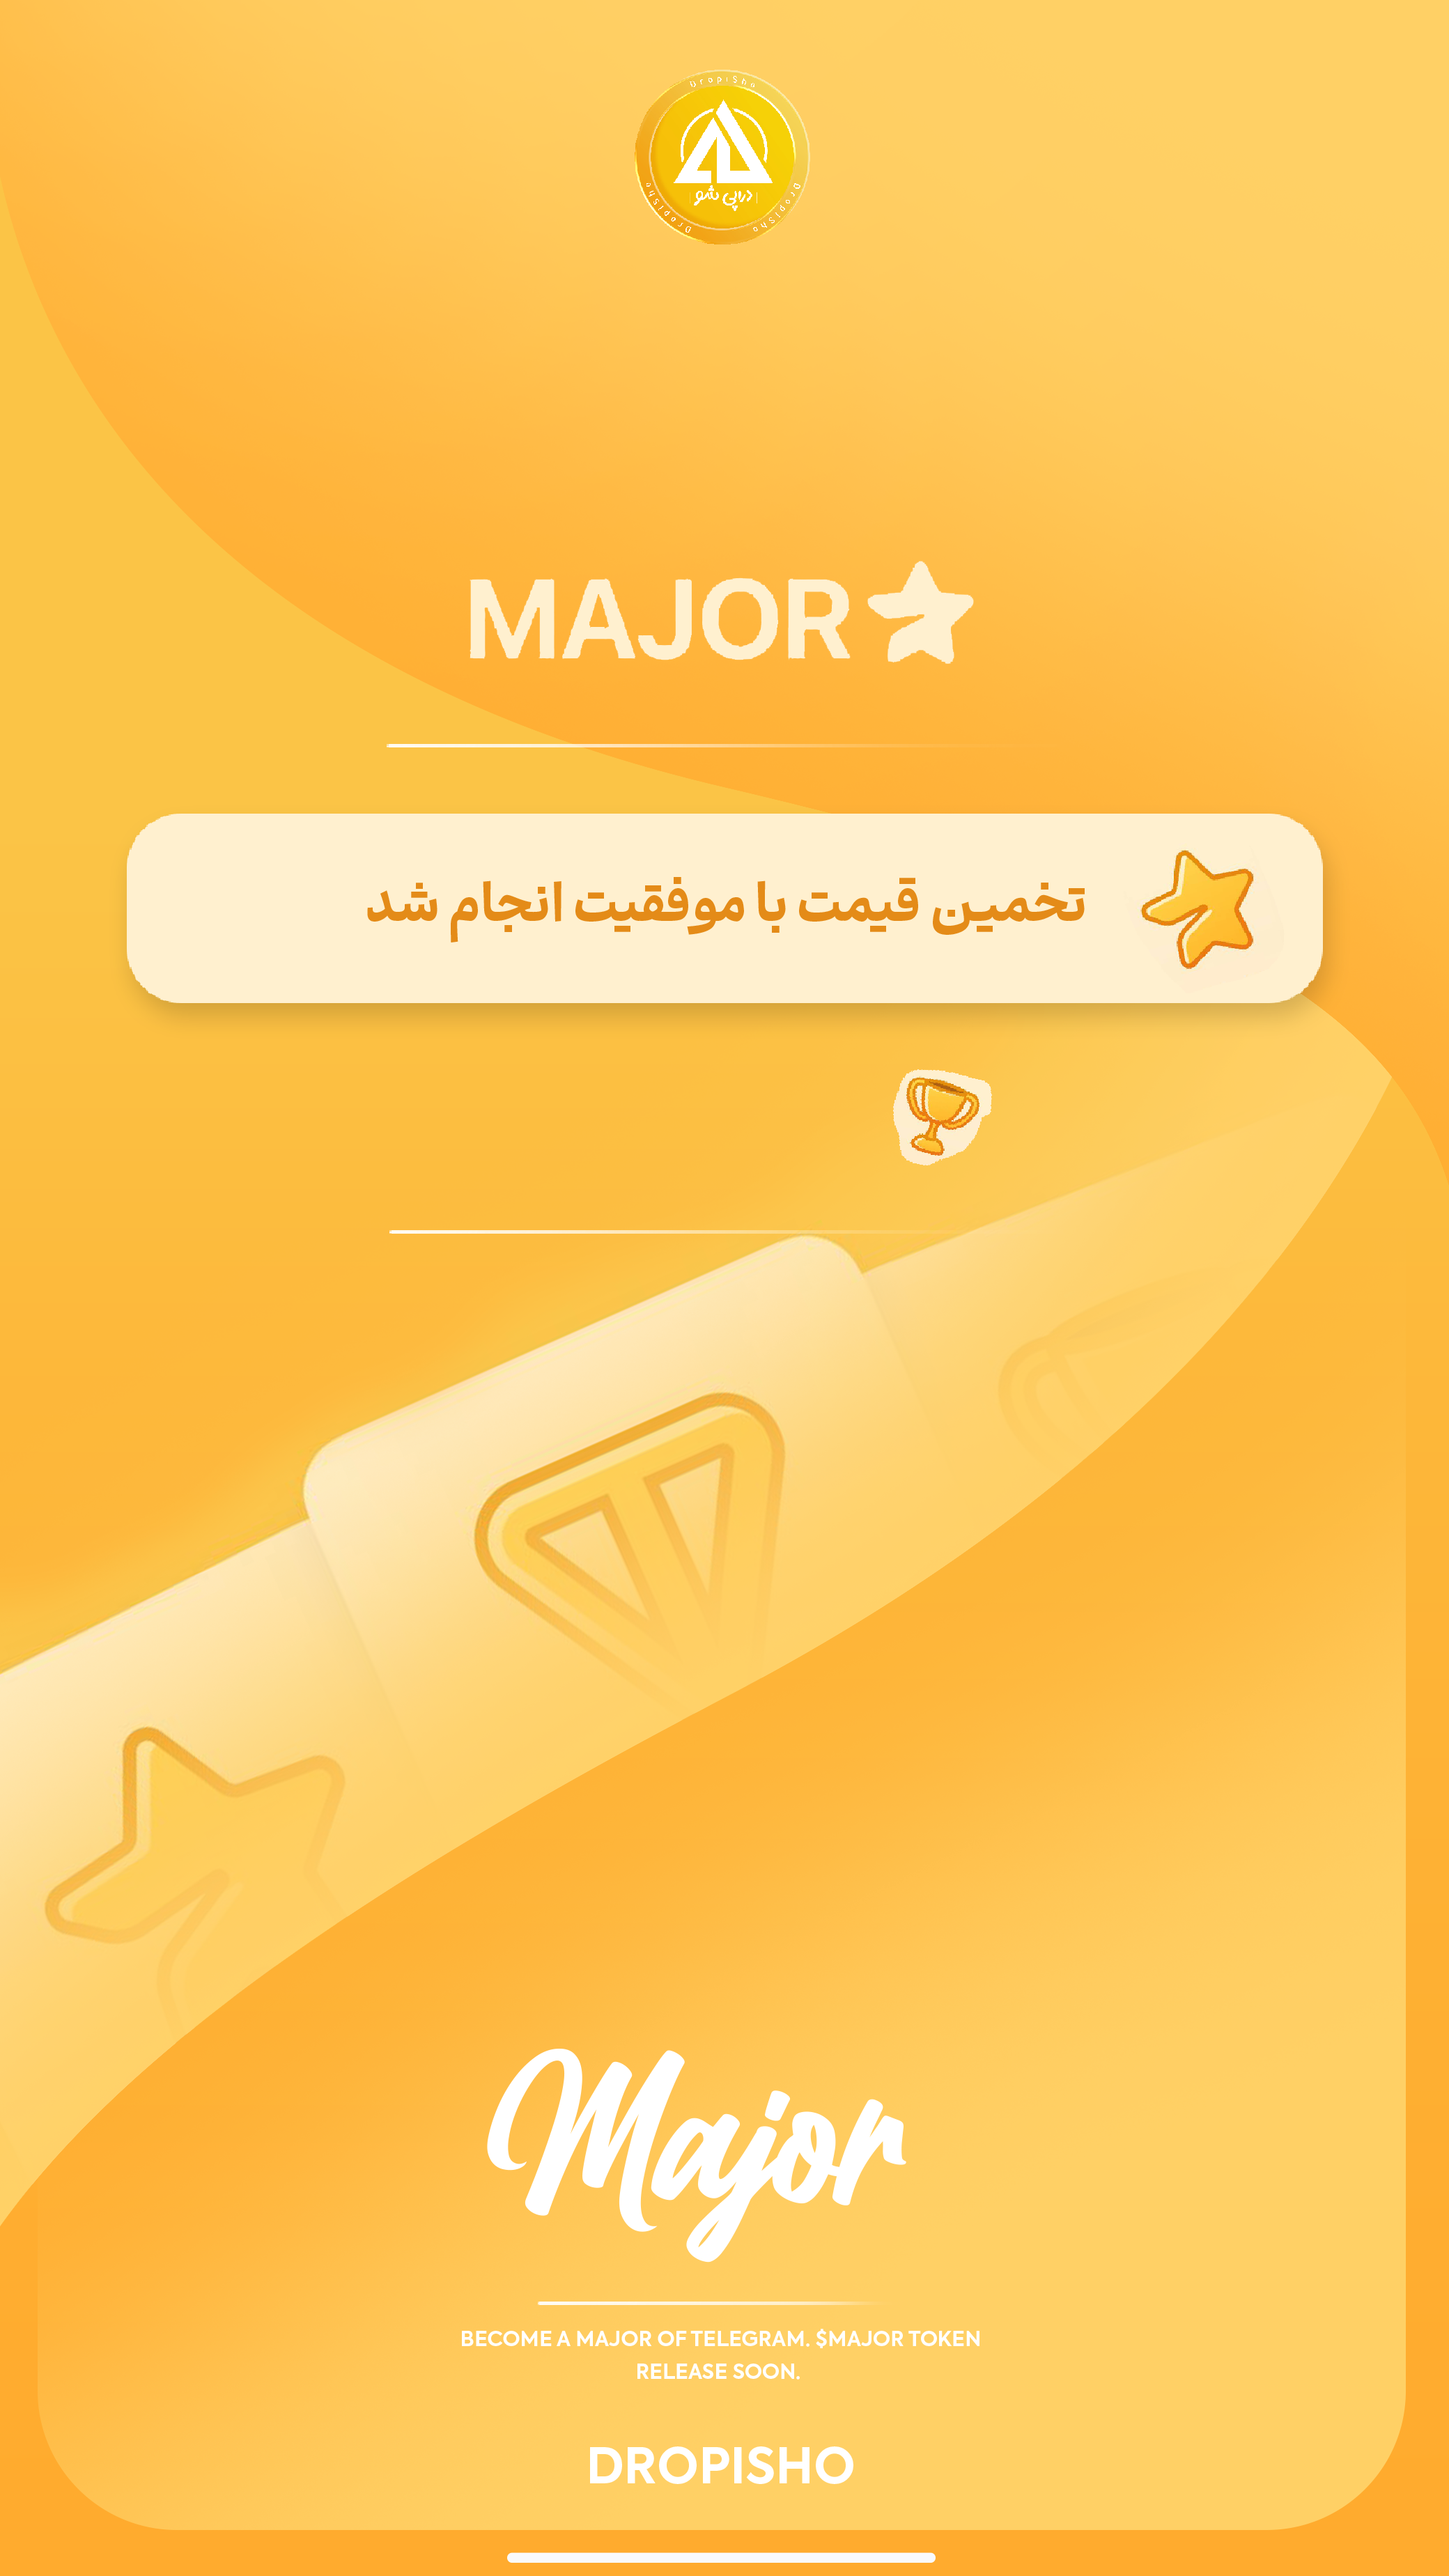 DropiSho
دراپی شو
DropiSho
DropiSho
MAJOR
تخمین قیمت با موفقیت انجام شد
Major
BECOME A MAJOR OF TELEGRAM. $MAJOR TOKEN
RELEASE SOON.
DROPISHO